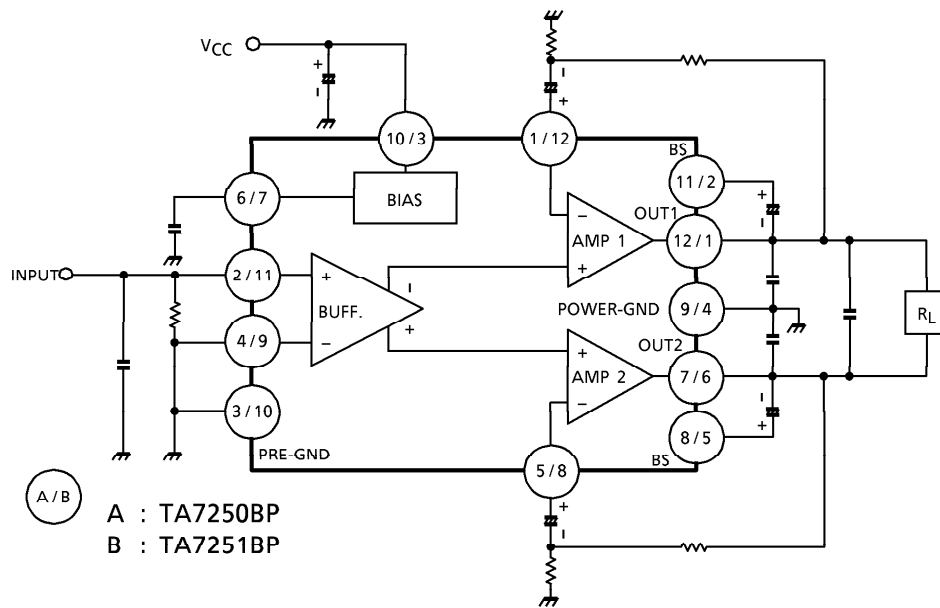 VCC
+
−
−
+
10/3
1/12
BS
11/2
+
−
6/7
BIAS
OUT1
−
AMP 1
+
12/1
INPUT
2/11
+
BUFF.
−
−
+
POWER-GND
9/4
RL
4/9
OUT2
+
AMP 2
−
7/6
3/10
−
+
8/5
BS
PRE-GND
5/8
+
−
A/B
A : TA7250BP
B : TA7251BP